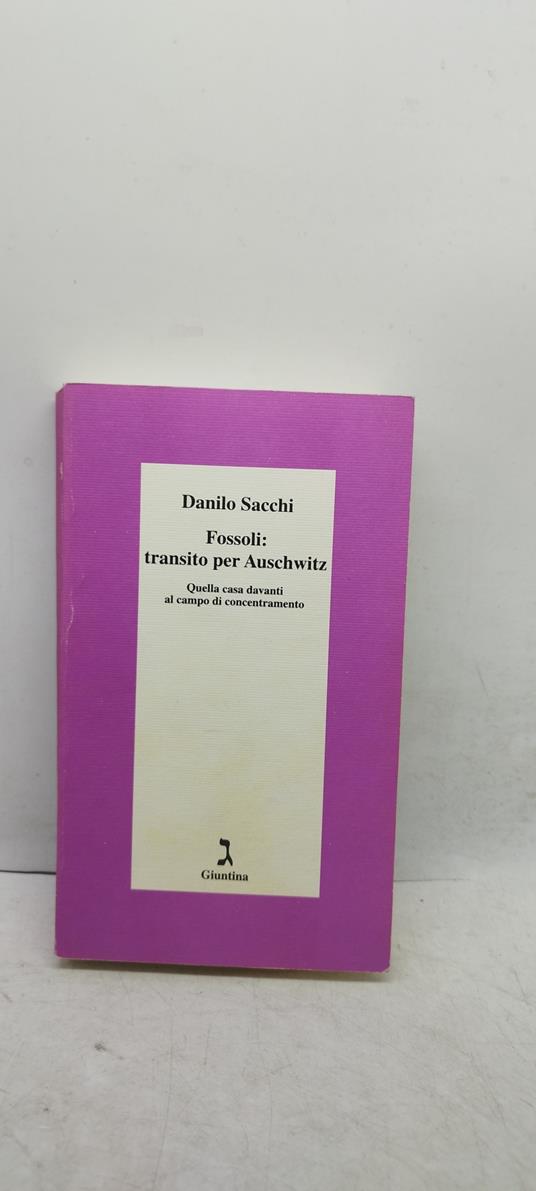 Danilo Sacchi
Fossoli:
transito per Auschwitz
Quella casa davanti
al campo di concentramento
ג
Giuntina